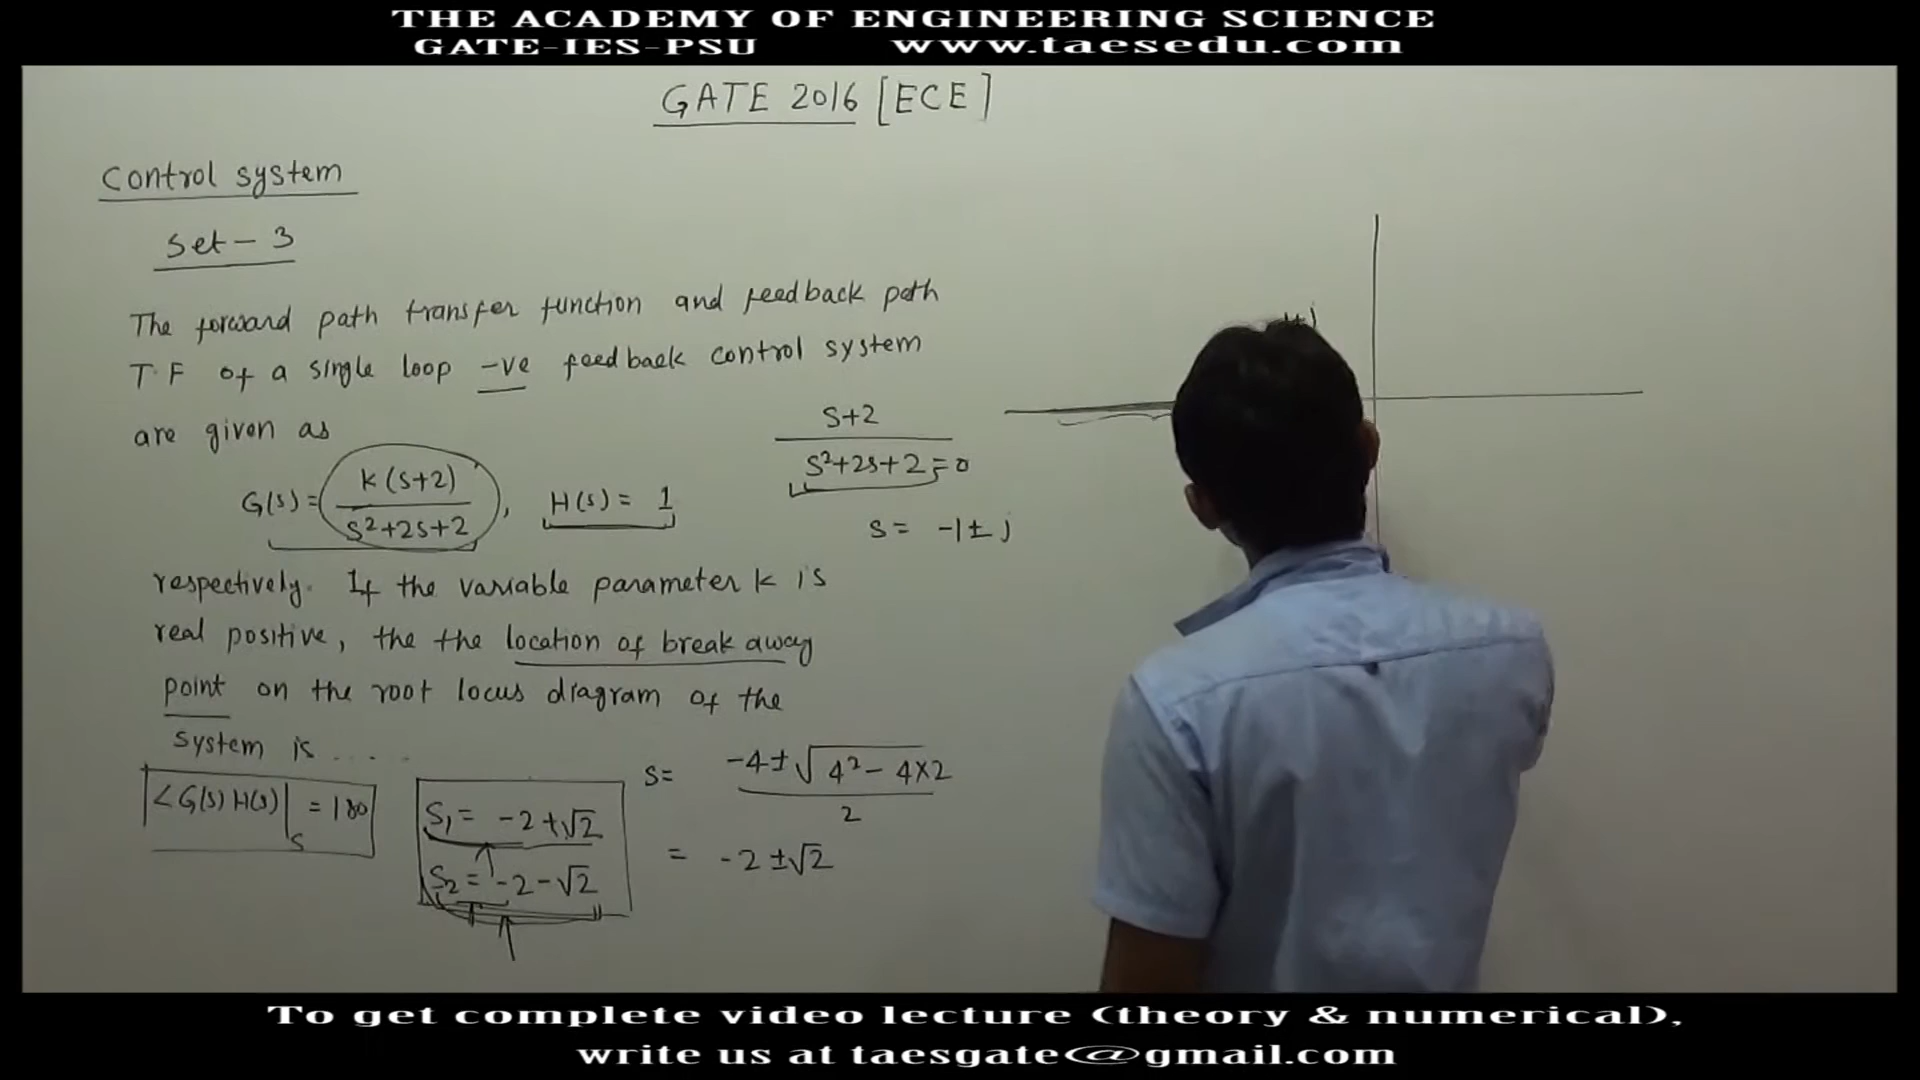 THE ACADEMY OF ENGINEERING SCIENCE
GATE-IES-PSU www.taesedu.com
GATE 2016 [ECE]
Control system
Set - 3
The forward path transfer function and feedback path
T.F of a single loop -ve feedback control system
are given as
G(s) = K(s+2) / s²+2s+2, H(s) = 1
s+2 / s²+2s+2 = 0
s = -1 ± j
respectively. If the variable parameter K is
real positive, the the location of break away
point on the root locus diagram of the
system is ....
|∠G(s)H(s)|s = 180
S₁ = -2+√2
S₂ = -2-√2
s = -4±√4²-4×2 / 2
= -2±√2
To get complete video lecture (theory & numerical),
write us at taesgate@gmail.com